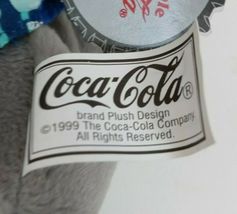 Coca-Cola®
brand Plush Design
©1999 The Coca-Cola Company.
All Rights Reserved.